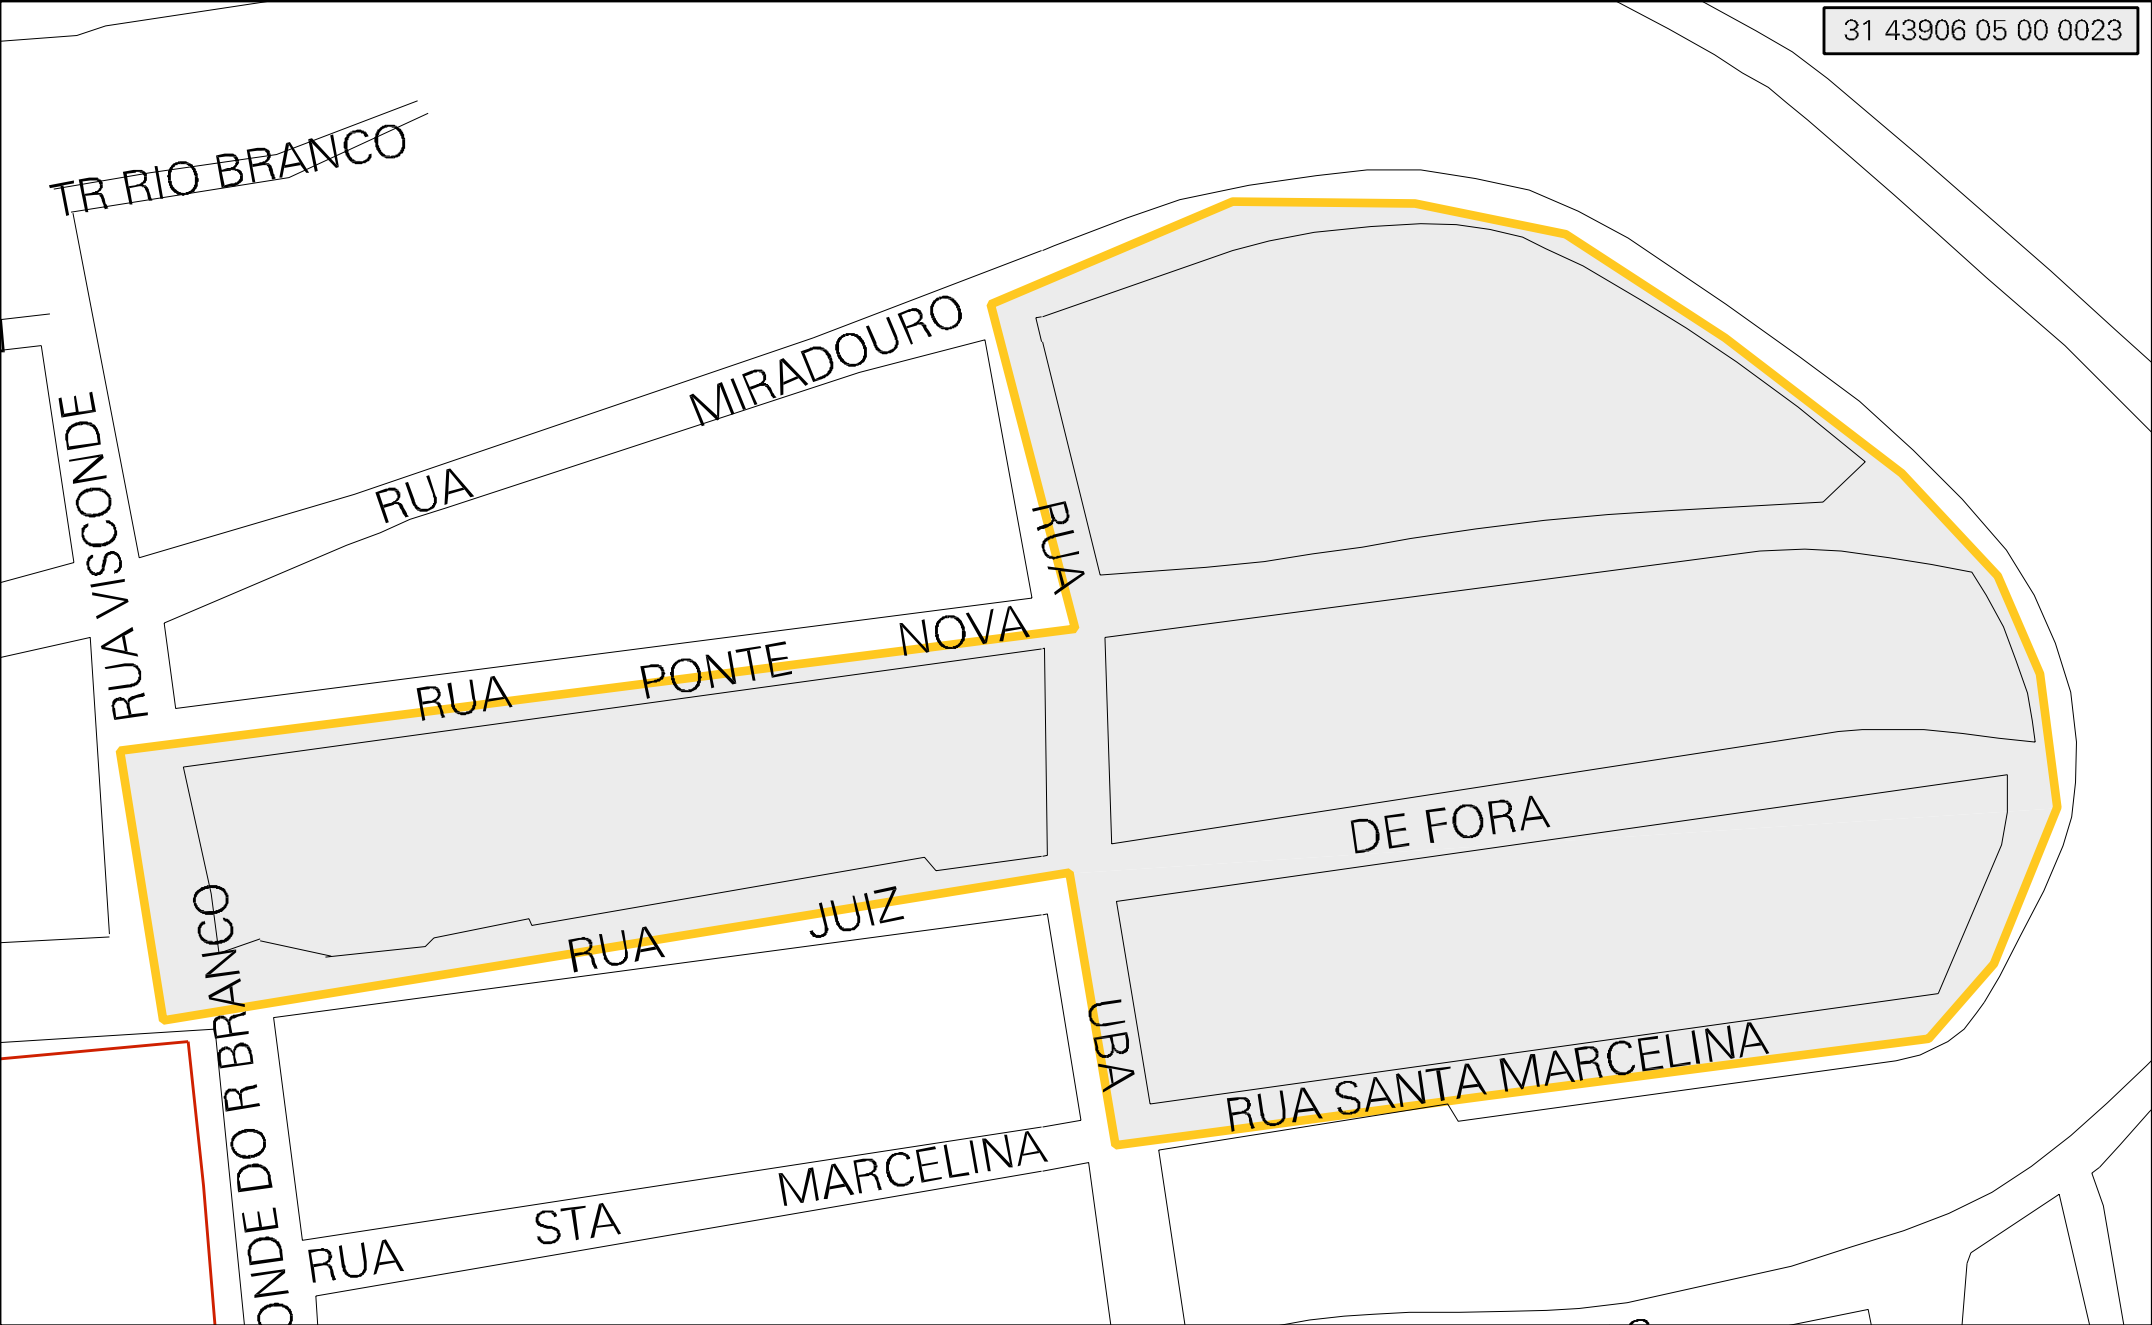 31 43906 05 00 0023
TR RIO BRANCO
RUA VISCONDE
RUA MIRADOURO
RUA
RUA PONTE NOVA
DE FORA
RUA JUIZ
UBA
RUA SANTA MARCELINA
ONDE DO R BRANCO
RUA STA MARCELINA